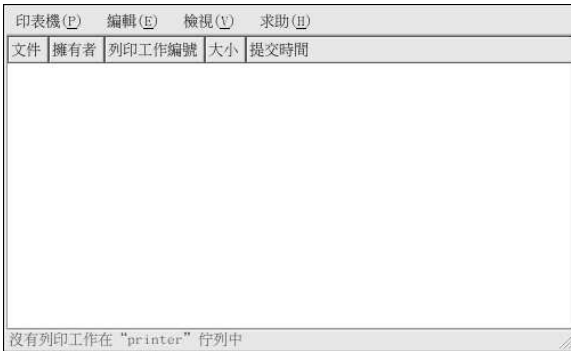 印表機(P) 編輯(E) 檢視(V) 求助(H)
文件 擁有者 列印工作編號 大小 提交時間
沒有列印工作在 “printer” 佇列中